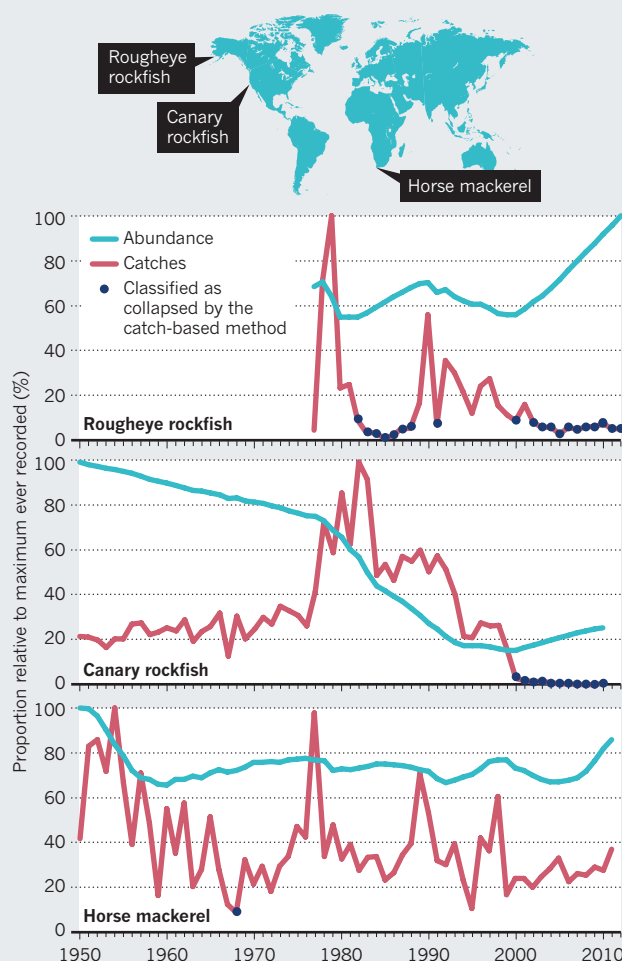 Rougheye
rockfish
Canary
rockfish
Horse mackerel
Proportion relative to maximum ever recorded (%)
100
80
60
40
20
0
Abundance
Catches
Classified as
collapsed by the
catch-based method
Rougheye rockfish
100
80
60
40
20
0
Canary rockfish
100
80
60
40
20
0
Horse mackerel
1950 1960 1970 1980 1990 2000 2010